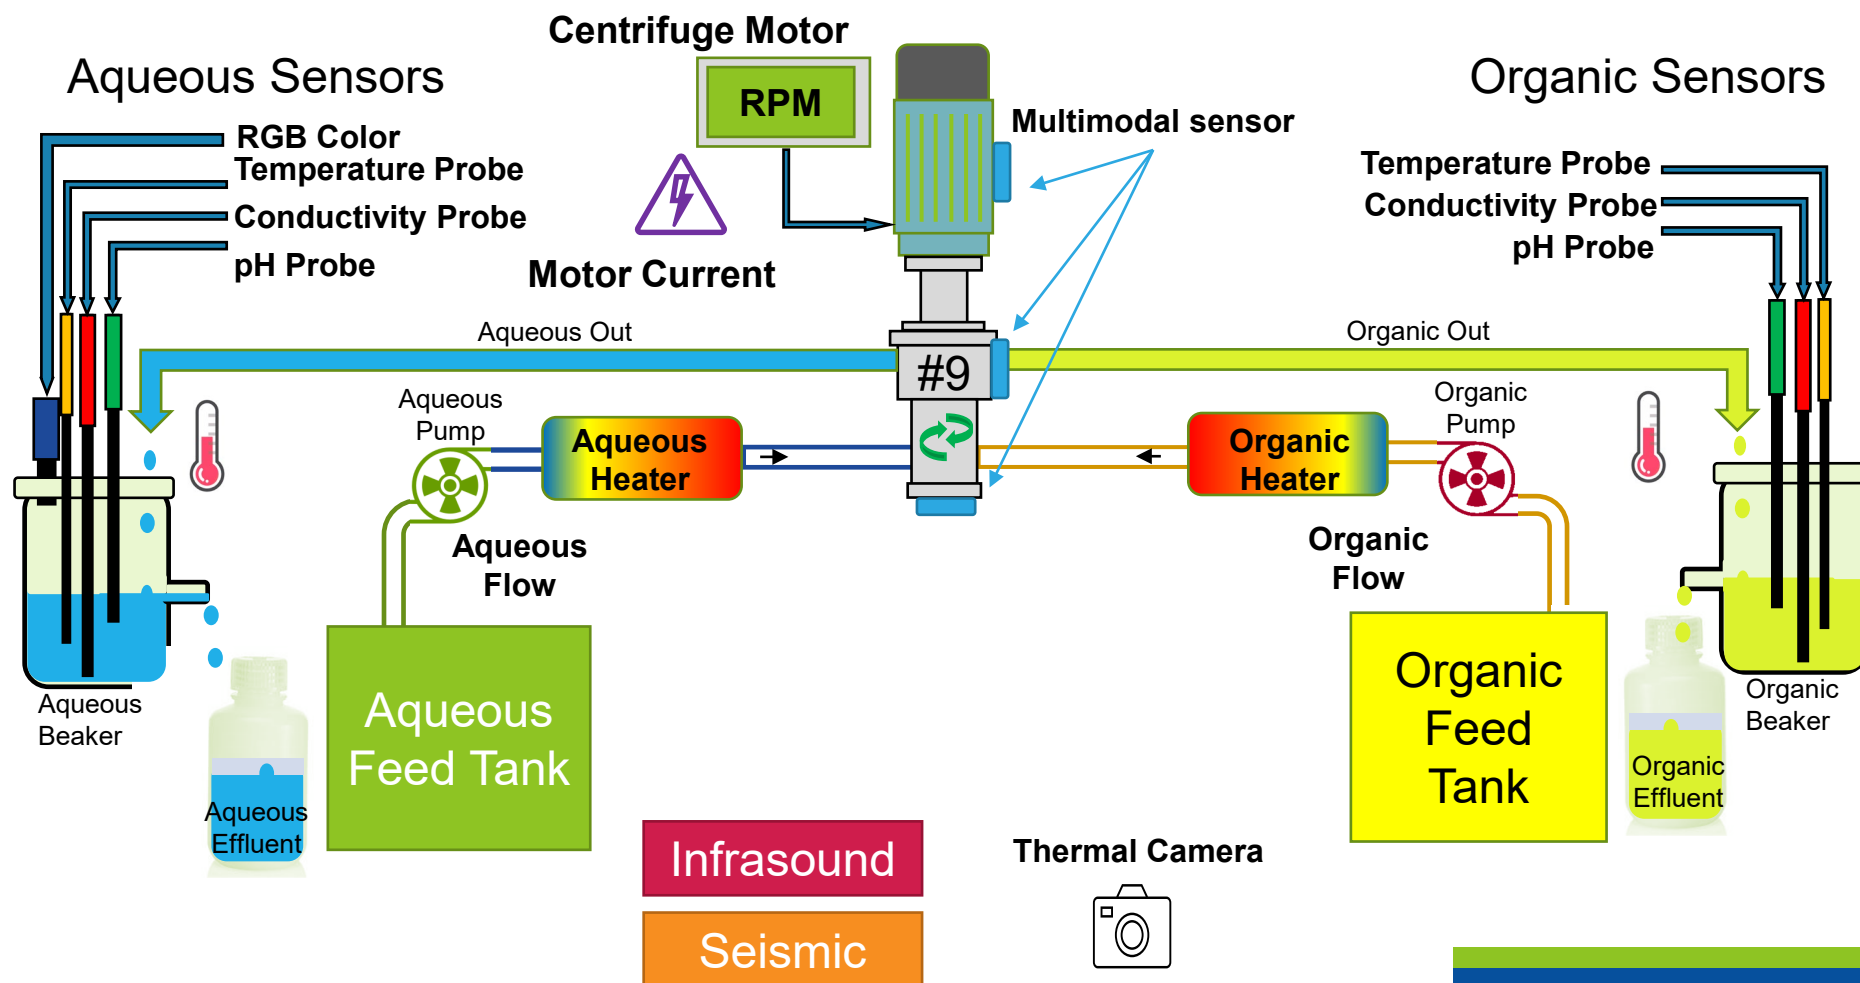 Centrifuge Motor
Aqueous Sensors
Organic Sensors
RPM
Multimodal sensor
RGB Color
Temperature Probe
Conductivity Probe
pH Probe
Temperature Probe
Conductivity Probe
pH Probe
Motor Current
Aqueous Out
Organic Out
#9
Aqueous
Pump
Organic
Pump
Aqueous
Heater
Organic
Heater
Aqueous
Flow
Organic
Flow
Aqueous
Beaker
Organic
Beaker
Aqueous
Feed Tank
Organic
Feed
Tank
Aqueous
Effluent
Organic
Effluent
Infrasound
Thermal Camera
Seismic